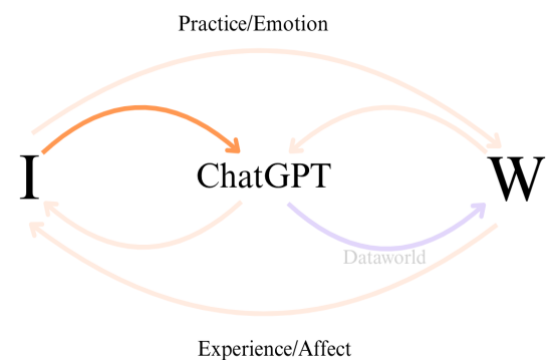 Practice/Emotion
I
ChatGPT
W
Dataworld
Experience/Affect